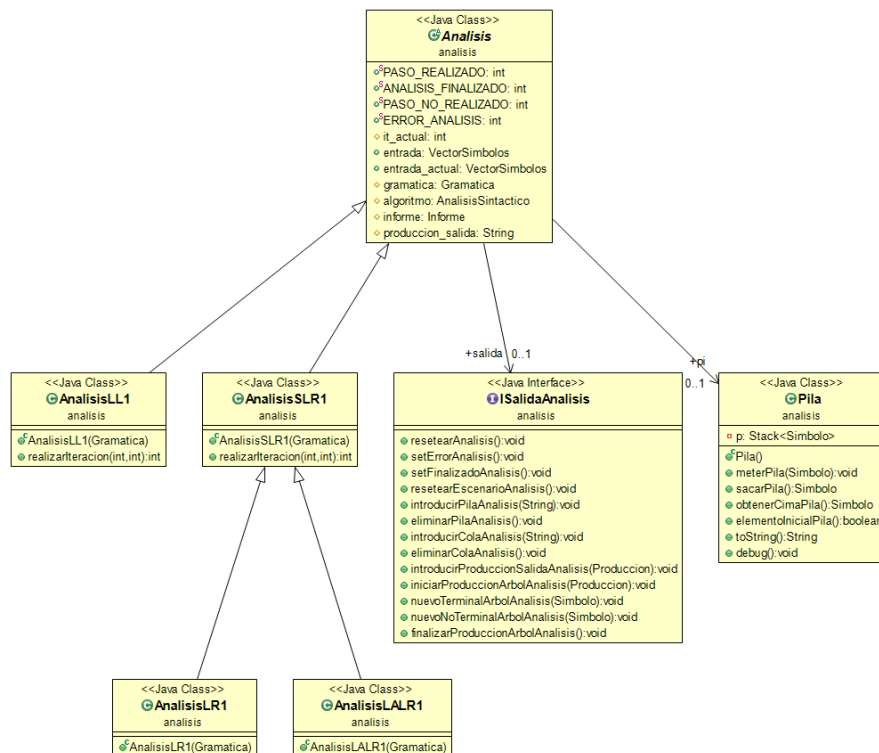 <<Java Class>>
Analisis
analisis
PASO_REALIZADO: int
ANALISIS_FINALIZADO: int
PASO_NO_REALIZADO: int
ERROR_ANALISIS: int
it_actual: int
entrada: VectorSimbolos
entrada_actual: VectorSimbolos
gramatica: Gramatica
algoritmo: AnalisisSintactico
informe: Informe
produccion_salida: String
+salida 0..1
+pi
0..1
<<Java Class>>
AnalisisLL1
analisis
AnalisisLL1(Gramatica)
realizarIteracion(int,int):int
<<Java Class>>
AnalisisSLR1
analisis
AnalisisSLR1(Gramatica)
realizarIteracion(int,int):int
<<Java Interface>>
ISalidaAnalisis
analisis
resetearAnalisis():void
setErrorAnalisis():void
setFinalizadoAnalisis():void
resetearEscenarioAnalisis():void
introducirPilaAnalisis(String):void
eliminarPilaAnalisis():void
introducirColaAnalisis(String):void
eliminarColaAnalisis():void
introducirProduccionSalidaAnalisis(Produccion):void
iniciarProduccionArbolAnalisis(Produccion):void
nuevoTerminalArbolAnalisis(Simbolo):void
nuevoNoTerminalArbolAnalisis(Simbolo):void
finalizarProduccionArbolAnalisis():void
<<Java Class>>
Pila
analisis
p: Stack<Simbolo>
Pila()
meterPila(Simbolo):void
sacarPila():Simbolo
obtenerCimaPila():Simbolo
elementoInicialPila():boolean
toString():String
debug():void
<<Java Class>>
AnalisisLR1
analisis
AnalisisLR1(Gramatica)
<<Java Class>>
AnalisisLALR1
analisis
AnalisisLALR1(Gramatica)